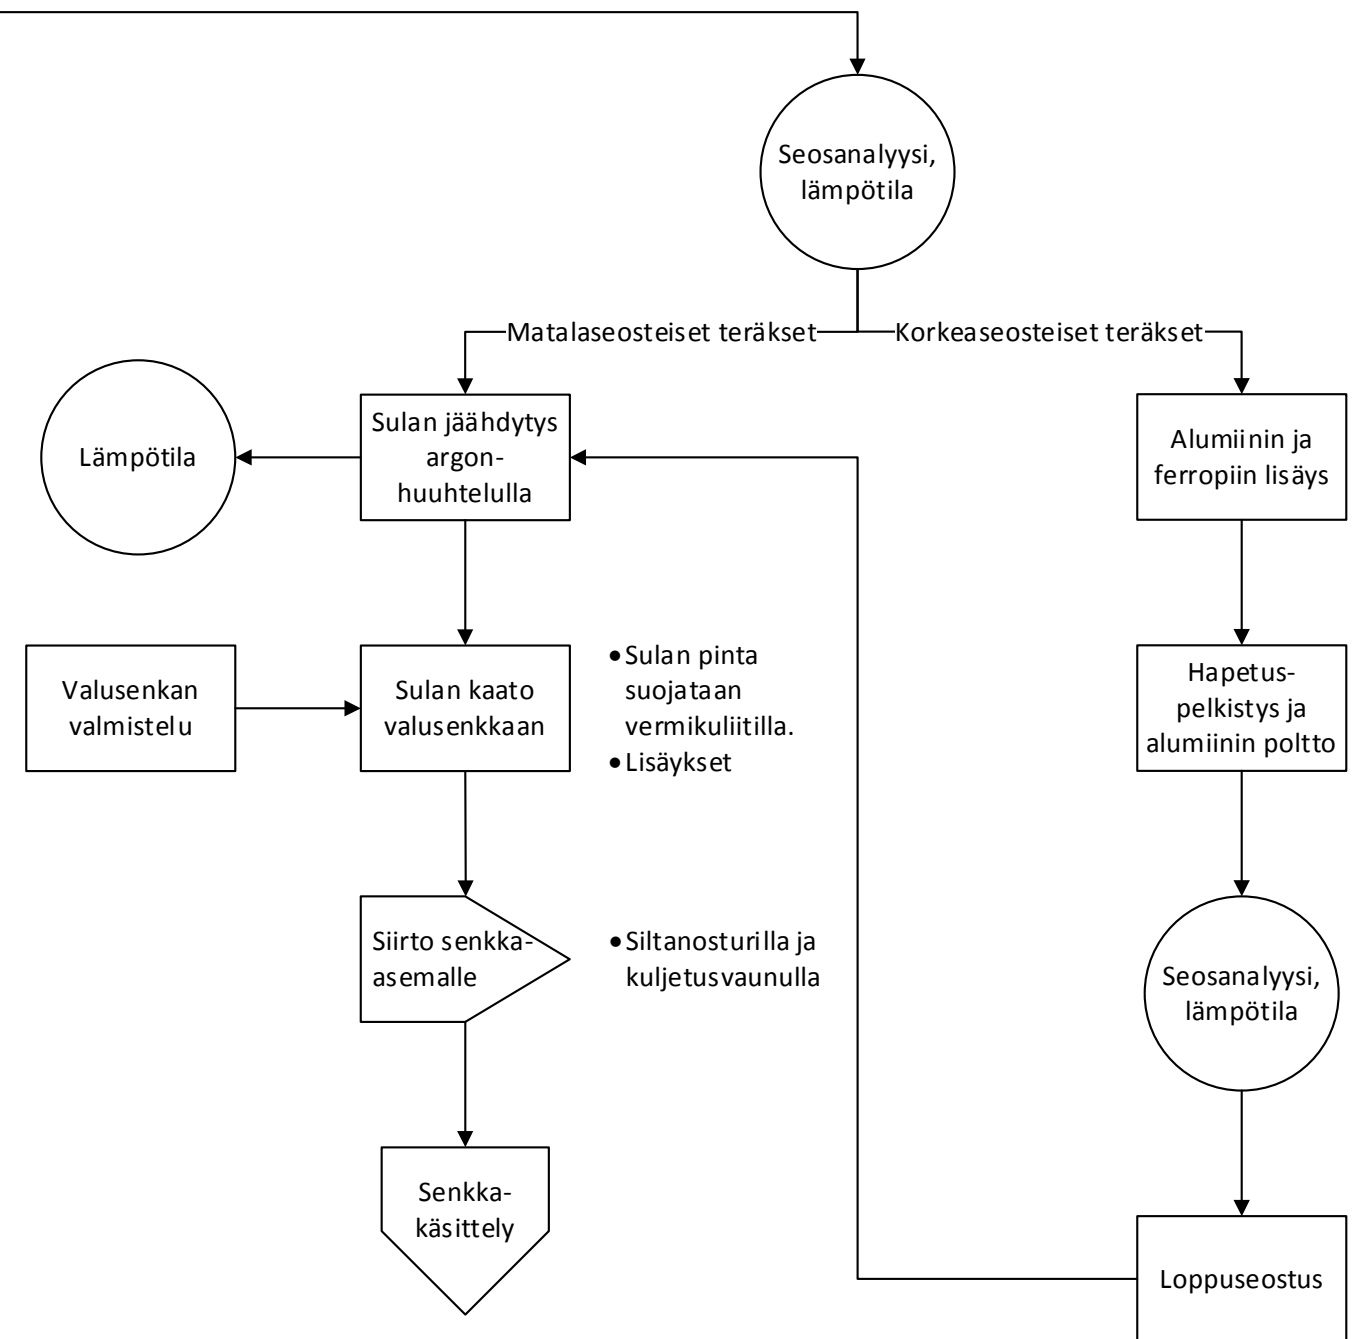 Seosanalyysi,
lämpötila
Matalaseosteiset teräkset
Korkeaseosteiset teräkset
Lämpötila
Sulan jäähdytys
argon-
huuhtelulla
Alumiinin ja
ferropiin lisäys
Valusenkan
valmistelu
Sulan kaato
valusenkkaan
•Sulan pinta
suojataan
vermikuliitilla.
•Lisäykset
Hapetus-
pelkistys ja
alumiinin poltto
Siirto senkka-
asemalle
•Siltanosturilla ja
kuljetusvaunulla
Seosanalyysi,
lämpötila
Senkka-
käsittely
Loppuseostus